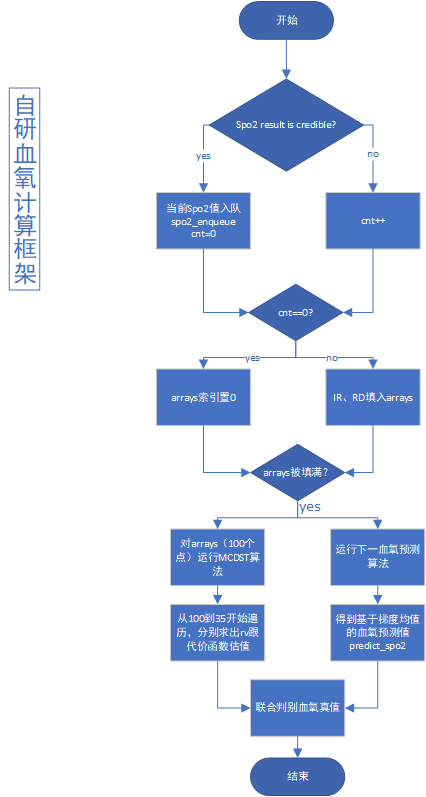 自研血氧计算框架
开始
Spo2 result is credible?
yes
no
当前Spo2值入队
spo2_enqueue
cnt=0
cnt++
cnt==0?
yes
no
arrays索引置0
IR、RD填入arrays
arrays被填满?
yes
对arrays（100个
点）运行MCDST算
法
运行下一血氧预测
算法
从100到35开始遍
历，分别求出rv跟
代价函数估值
得到基于梯度均值
的血氧预测值
predict_spo2
联合判别血氧真值
结束